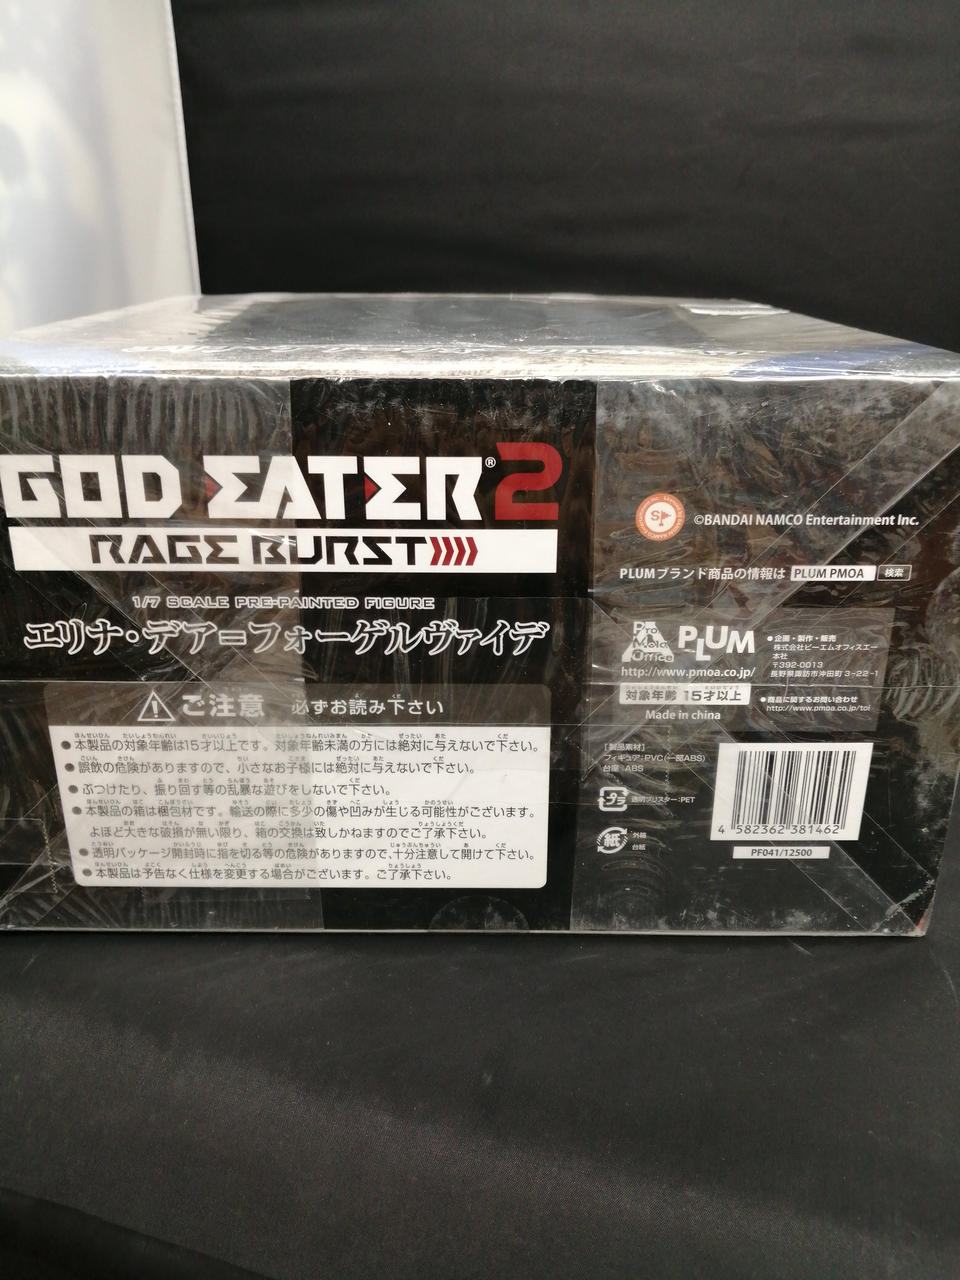 GOD EATER® 2
RAGE BURST
1/7 SCALE PRE-PAINTED FIGURE
エリナ・デア=フォーゲルヴァイデ
ご注意 必ずお読み下さい
●本製品の対象年齢は15才以上です。対象年齢未満の方には絶対に与えないで下さい。
●誤飲の危険がありますので、小さなお子様には絶対に与えないで下さい。
●ぶつけたり、振り回す等の乱暴な遊びをしないで下さい。
●本製品の箱は梱包材です。輸送の際に多少の傷や凹みが生じる可能性がございます。
よほど大きな破損が無い限り、箱の交換は致しかねますのでご了承下さい。
●透明パッケージ開封時に指を切る等の危険がありますので、十分注意して開けて下さい。
●本製品は予告なく仕様を変更する場合がございます。ご了承下さい。
©BANDAI NAMCO Entertainment Inc.
PLUMブランド商品の情報は PLUM PMOA 検索
Pro Model Office PLUM
http://www.pmoa.co.jp/
対象年齢 15才以上
Made in china
●企画・製作・販売
株式会社ピーエムオフィスエー
本社
〒392-0013
長野県諏訪市沖田町 3-22-1
●商品に関するお問い合わせ
http://www.pmoa.co.jp/toi
[製品素材]
フィギュア:PVC(一部ABS)
台座:ABS
プラ 透明ブリスター:PET
紙 外箱
台紙
4 582362 381462
PF041/12500